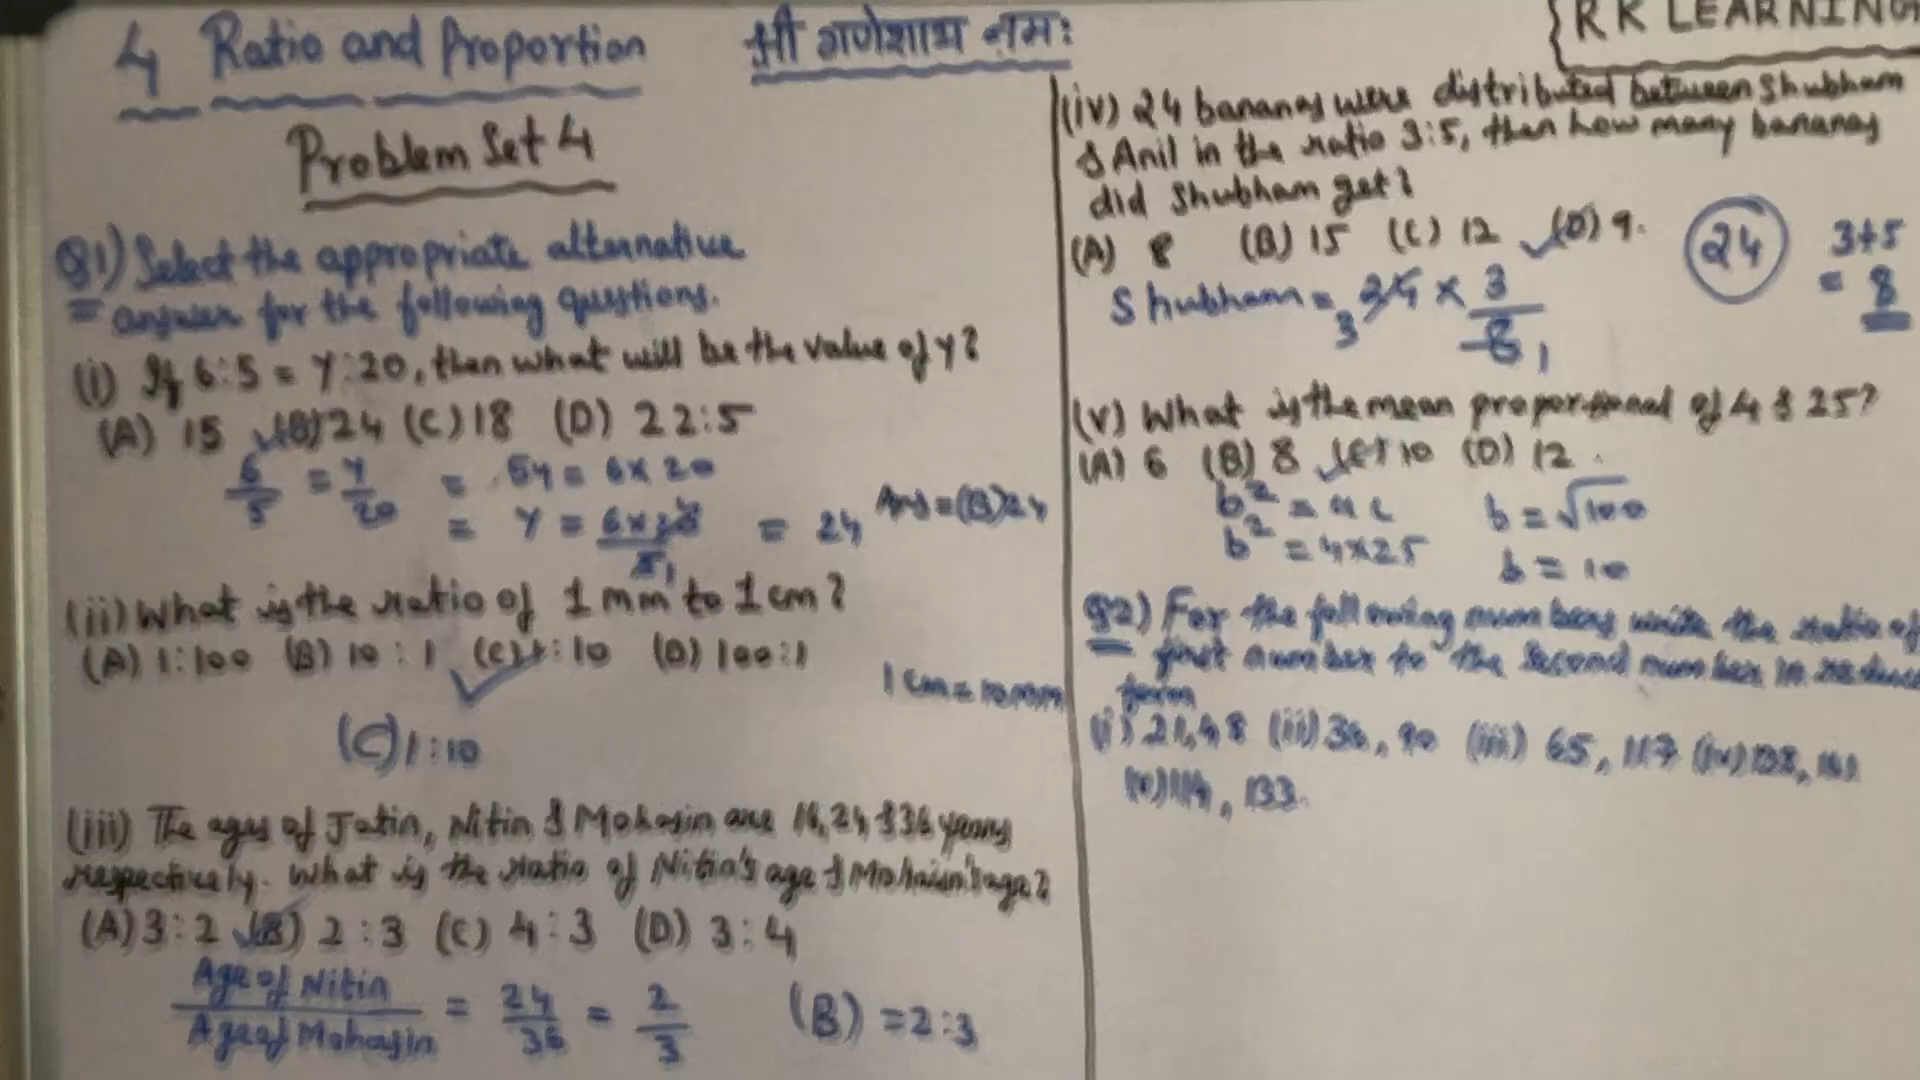 4 Ratio and Proportion श्री गणेशाय नमः
{RK LEARNING
Problem Set 4
Q1) Select the appropriate alternative
= answer for the following questions.
(i) If 6:5 = Y:20, then what will be the value of y?
(A) 15 (B) 24 (C) 18 (D) 22:5
6/5 = Y/20 = 5y = 6 x 20
= Y = 6 x 20/5 1 = 24 Ans = (B) 24
(ii) What is the ratio of 1 mm to 1 cm?
(A) 1:100 (B) 10:1 (C) 1:10 (D) 100:1
1 cm = 10 mm
(C) 1:10
(iii) The ages of Jatin, Nitin & Mohasin are 16, 24 & 36 years
respectively. What is the ratio of Nitin's age & Mohaisn's age?
(A) 3:2 (B) 2:3 (C) 4:3 (D) 3:4
Age of Nitin/Age of Mohasin = 24/36 = 2/3 (B) = 2:3
(iv) 24 bananas were distributed between Shubham
& Anil in the ratio 3:5, then how many bananas
did Shubham get?
(A) 8 (B) 15 (C) 12 (D) 9.
24 3+5
= 8
Shubham = 3 24 x 3/8 1
(v) What is the mean proportional of 4 & 25?
(A) 6 (B) 8 (C) 10 (D) 12.
b² = ac b = √100
b² = 4x25 b = 10
Q2) For the following numbers write the ratio of
= first number to the second number in
form
(i) 21, 48 (ii) 36, 90 (iii) 65, 117 (iv) 138, 161
(v) 114, 133.